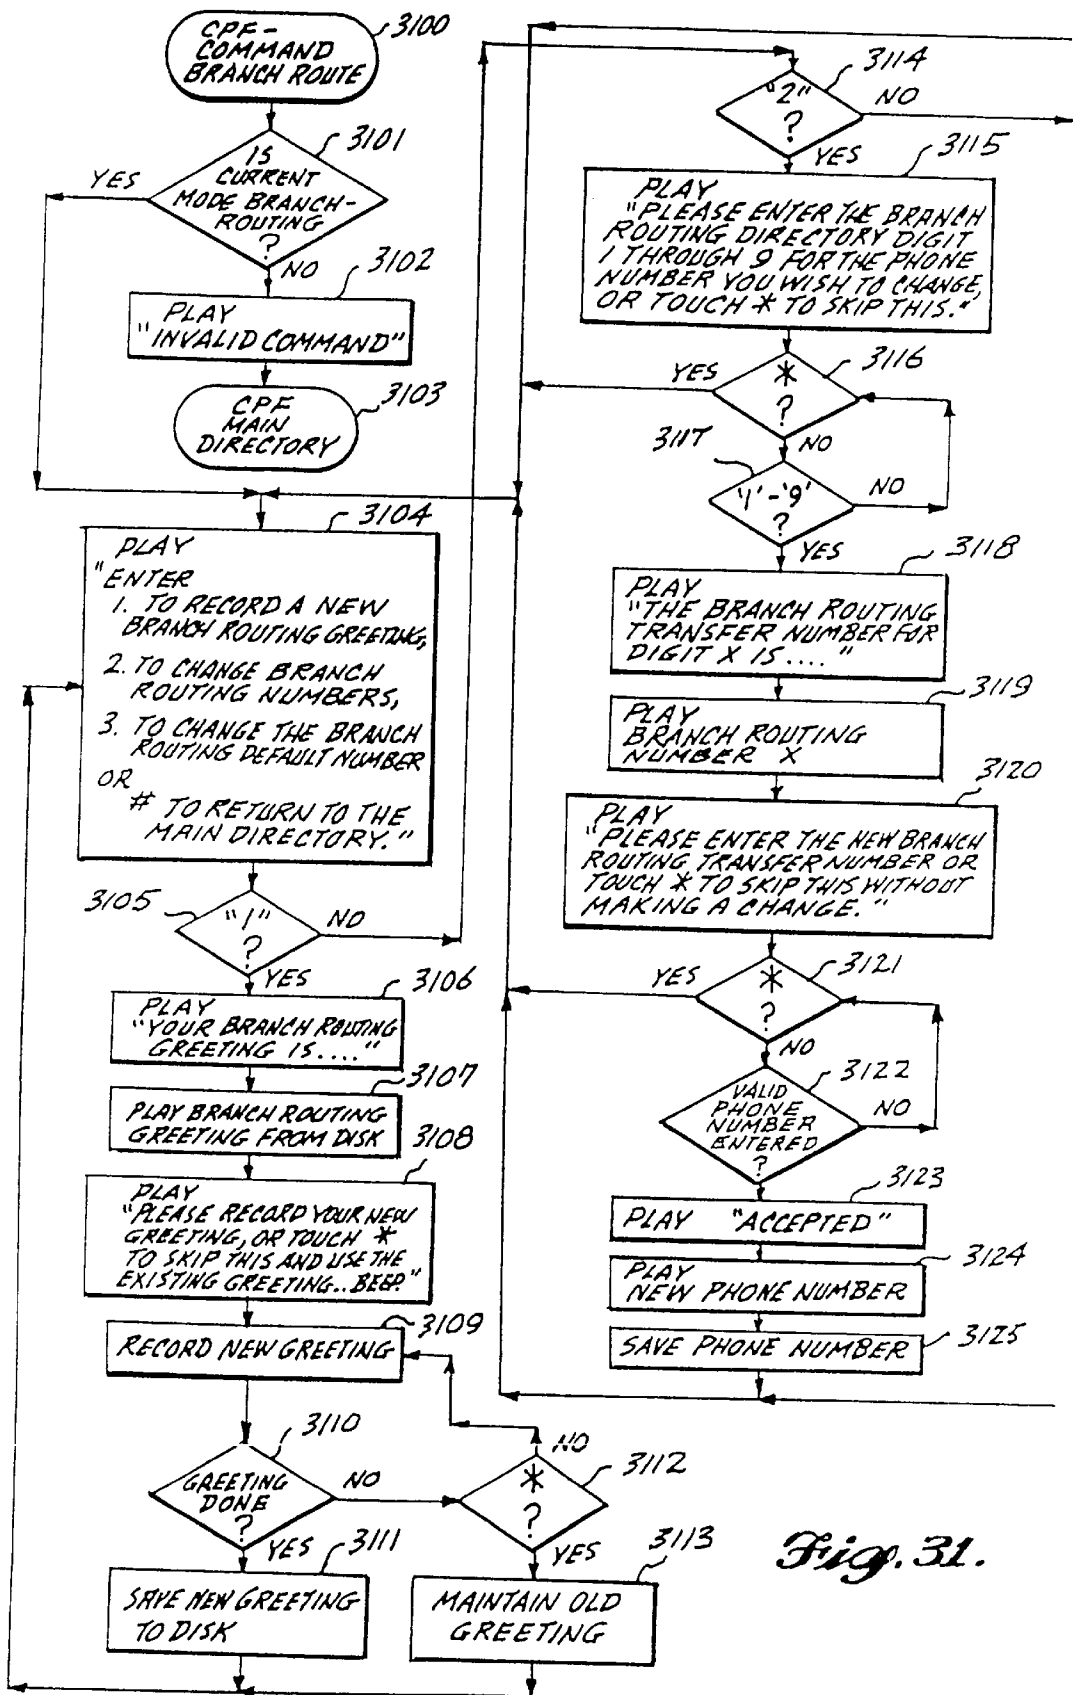 CPF-
COMMAND
BRANCH ROUTE
3100
IS
CURRENT
MODE BRANCH-
ROUTING
?
3101
YES
NO
3102
PLAY
"INVALID COMMAND"
CPF
MAIN
DIRECTORY
3103
3104
PLAY
"ENTER
1. TO RECORD A NEW
BRANCH ROUTING GREETING,
2. TO CHANGE BRANCH
ROUTING NUMBERS,
3. TO CHANGE THE BRANCH
ROUTING DEFAULT NUMBER
OR
# TO RETURN TO THE
MAIN DIRECTORY."
3105
"1"
?
NO
YES
3106
PLAY
"YOUR BRANCH ROUTING
GREETING IS...."
3107
PLAY BRANCH ROUTING
GREETING FROM DISK
3108
PLAY
"PLEASE RECORD YOUR NEW
GREETING, OR TOUCH *
TO SKIP THIS AND USE THE
EXISTING GREETING..BEEP."
3109
RECORD NEW GREETING
3110
GREETING
DONE
?
NO
YES
3111
SAVE NEW GREETING
TO DISK
*
?
3112
NO
YES
3113
MAINTAIN OLD
GREETING
"2"
?
3114
NO
YES
3115
PLAY
"PLEASE ENTER THE BRANCH
ROUTING DIRECTORY DIGIT
1 THROUGH 9 FOR THE PHONE
NUMBER YOU WISH TO CHANGE,
OR TOUCH * TO SKIP THIS."
YES
*
?
3116
NO
3117
'1'-'9'
?
NO
YES
3118
PLAY
"THE BRANCH ROUTING
TRANSFER NUMBER FOR
DIGIT X IS...."
3119
PLAY
BRANCH ROUTING
NUMBER X
3120
PLAY
"PLEASE ENTER THE NEW BRANCH
ROUTING TRANSFER NUMBER OR
TOUCH * TO SKIP THIS WITHOUT
MAKING A CHANGE."
YES
*
?
3121
NO
VALID
PHONE
NUMBER
ENTERED
?
3122
NO
YES
3123
PLAY "ACCEPTED"
3124
PLAY
NEW PHONE NUMBER
3125
SAVE PHONE NUMBER
Fig. 31.